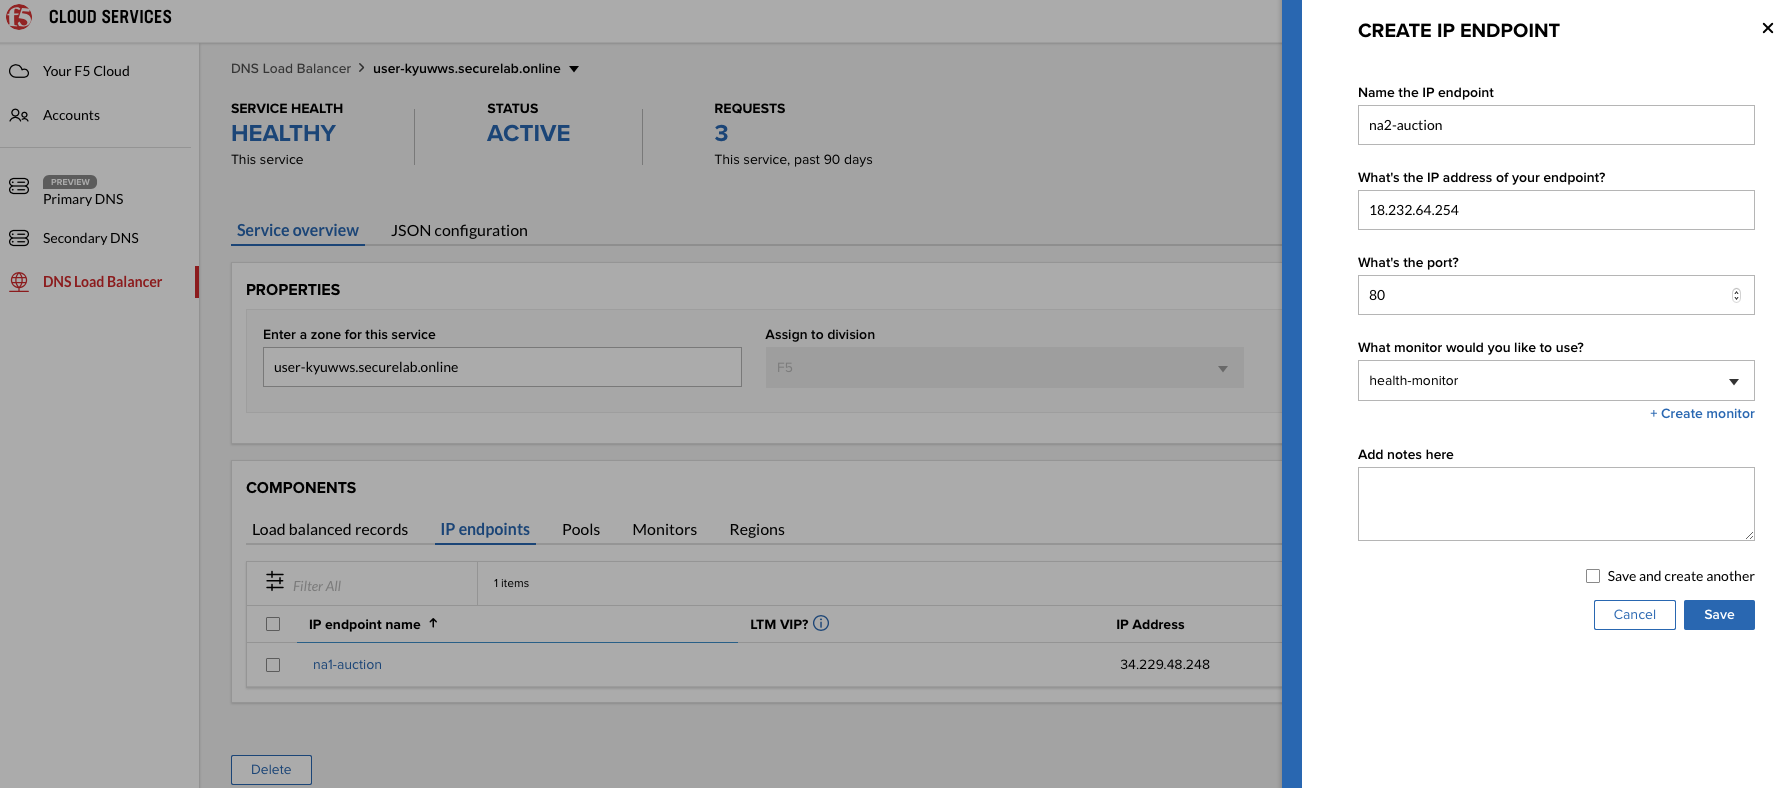 f5 CLOUD SERVICES
Your F5 Cloud
Accounts
PREVIEW
Primary DNS
Secondary DNS
DNS Load Balancer
DNS Load Balancer > user-kyuwws.securelab.online
SERVICE HEALTH
HEALTHY
This service
STATUS
ACTIVE
REQUESTS
3
This service, past 90 days
Service overview JSON configuration
PROPERTIES
Enter a zone for this service
user-kyuwws.securelab.online
Assign to division
F5
COMPONENTS
Load balanced records IP endpoints Pools Monitors Regions
Filter All 1 items
IP endpoint name ↑ LTM VIP? IP Address
na1-auction 34.229.48.248
Delete
CREATE IP ENDPOINT
Name the IP endpoint
na2-auction
What's the IP address of your endpoint?
18.232.64.254
What's the port?
80
What monitor would you like to use?
health-monitor
+ Create monitor
Add notes here
Save and create another
Cancel Save